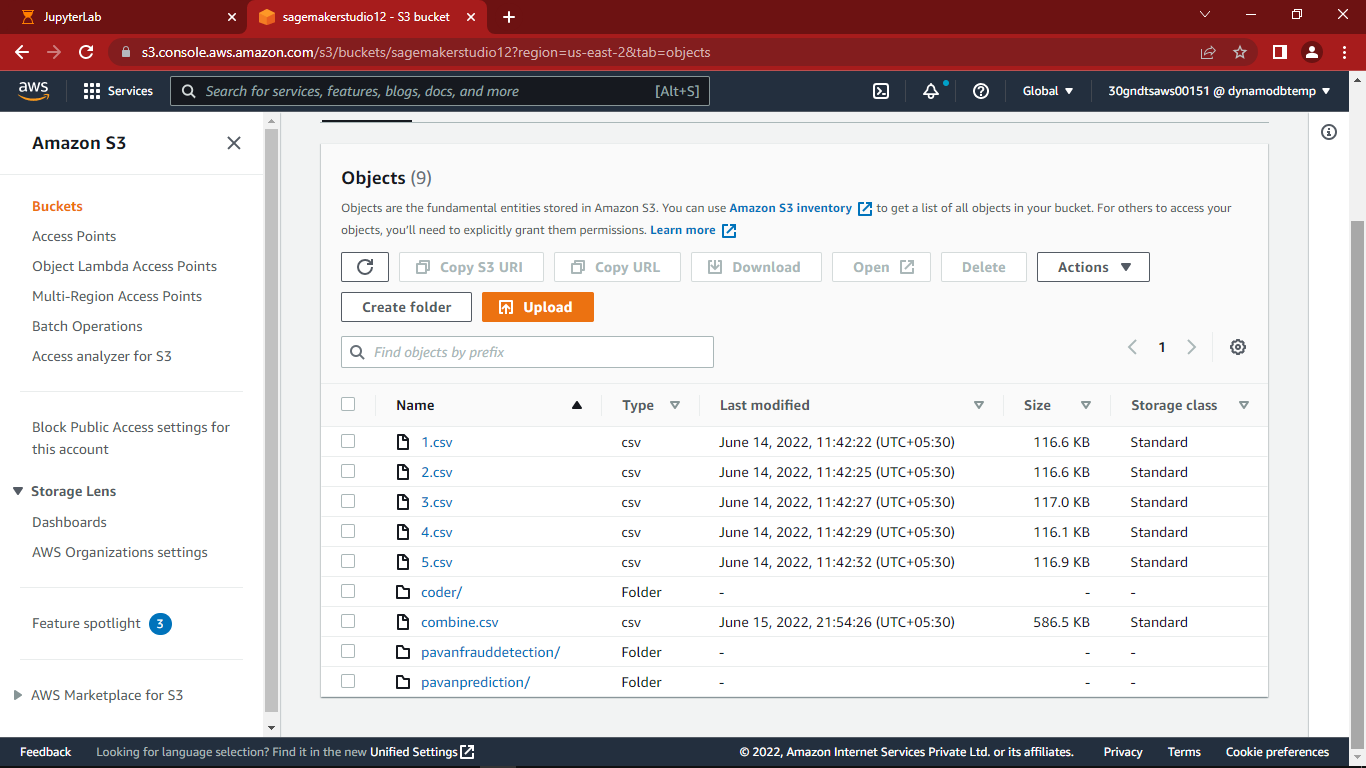 JupyterLab
sagemakerstudio12 - S3 bucket
s3.console.aws.amazon.com/s3/buckets/sagemakerstudio12?region=us-east-2&tab=objects
aws Services Search for services, features, blogs, docs, and more [Alt+S] Global 30gndtsaws00151 @ dynamodbtemp
Amazon S3
Buckets
Access Points
Object Lambda Access Points
Multi-Region Access Points
Batch Operations
Access analyzer for S3
Block Public Access settings for
this account
Storage Lens
Dashboards
AWS Organizations settings
Feature spotlight 3
AWS Marketplace for S3
Objects (9)
Objects are the fundamental entities stored in Amazon S3. You can use Amazon S3 inventory to get a list of all objects in your bucket. For others to access your
objects, you'll need to explicitly grant them permissions. Learn more
Copy S3 URI Copy URL Download Open Delete Actions
Create folder Upload
Find objects by prefix 1
Name Type Last modified Size Storage class
1.csv csv June 14, 2022, 11:42:22 (UTC+05:30) 116.6 KB Standard
2.csv csv June 14, 2022, 11:42:25 (UTC+05:30) 116.6 KB Standard
3.csv csv June 14, 2022, 11:42:27 (UTC+05:30) 117.0 KB Standard
4.csv csv June 14, 2022, 11:42:29 (UTC+05:30) 116.1 KB Standard
5.csv csv June 14, 2022, 11:42:32 (UTC+05:30) 116.9 KB Standard
coder/ Folder - - -
combine.csv csv June 15, 2022, 21:54:26 (UTC+05:30) 586.5 KB Standard
pavanfrauddetection/ Folder - - -
pavanprediction/ Folder - - -
Feedback Looking for language selection? Find it in the new Unified Settings © 2022, Amazon Internet Services Private Ltd. or its affiliates. Privacy Terms Cookie preferences